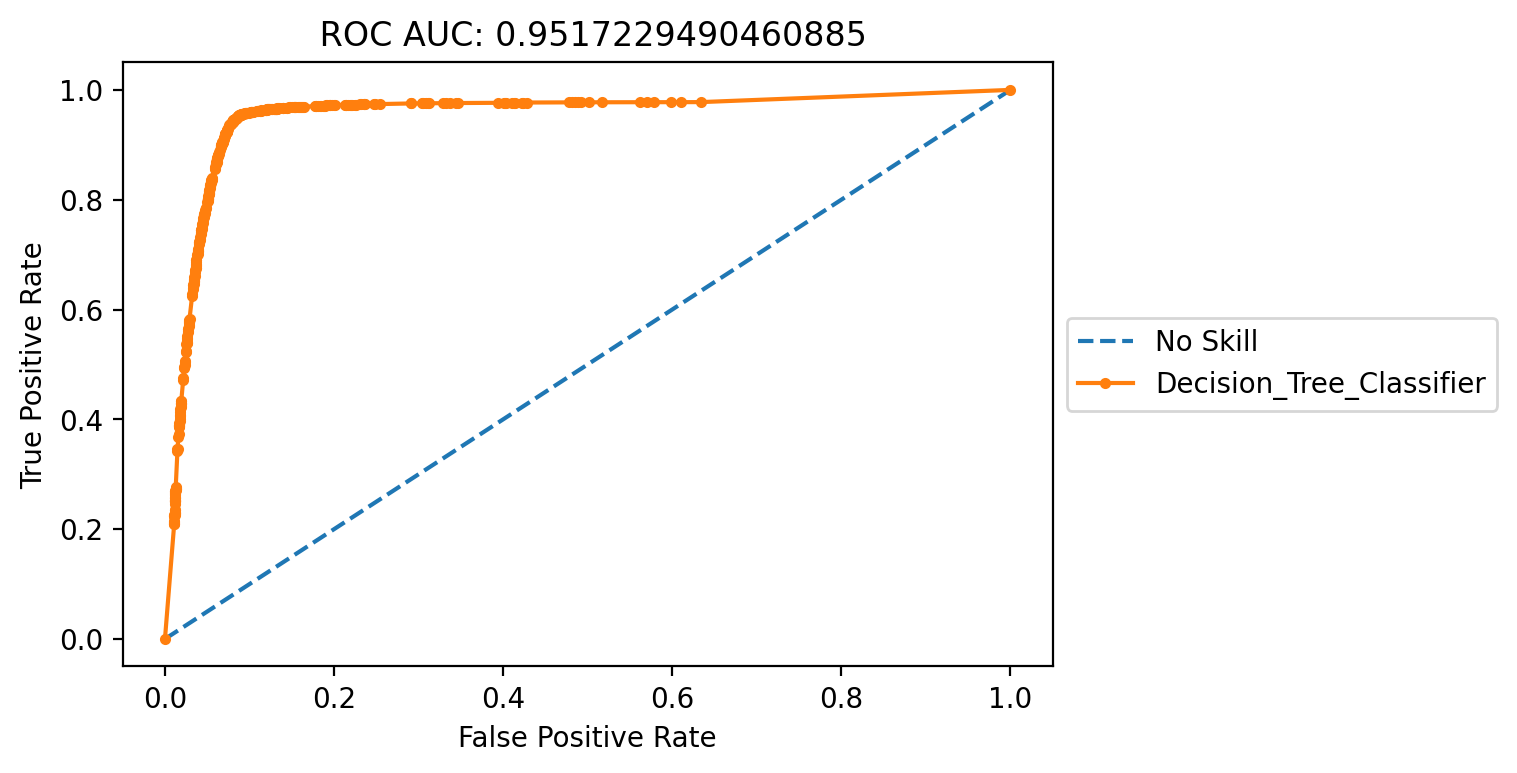 ROC AUC: 0.9517229490460885
1.0
0.8
0.6
0.4
0.2
0.0
True Positive Rate
0.0 0.2 0.4 0.6 0.8 1.0
False Positive Rate
No Skill
Decision_Tree_Classifier